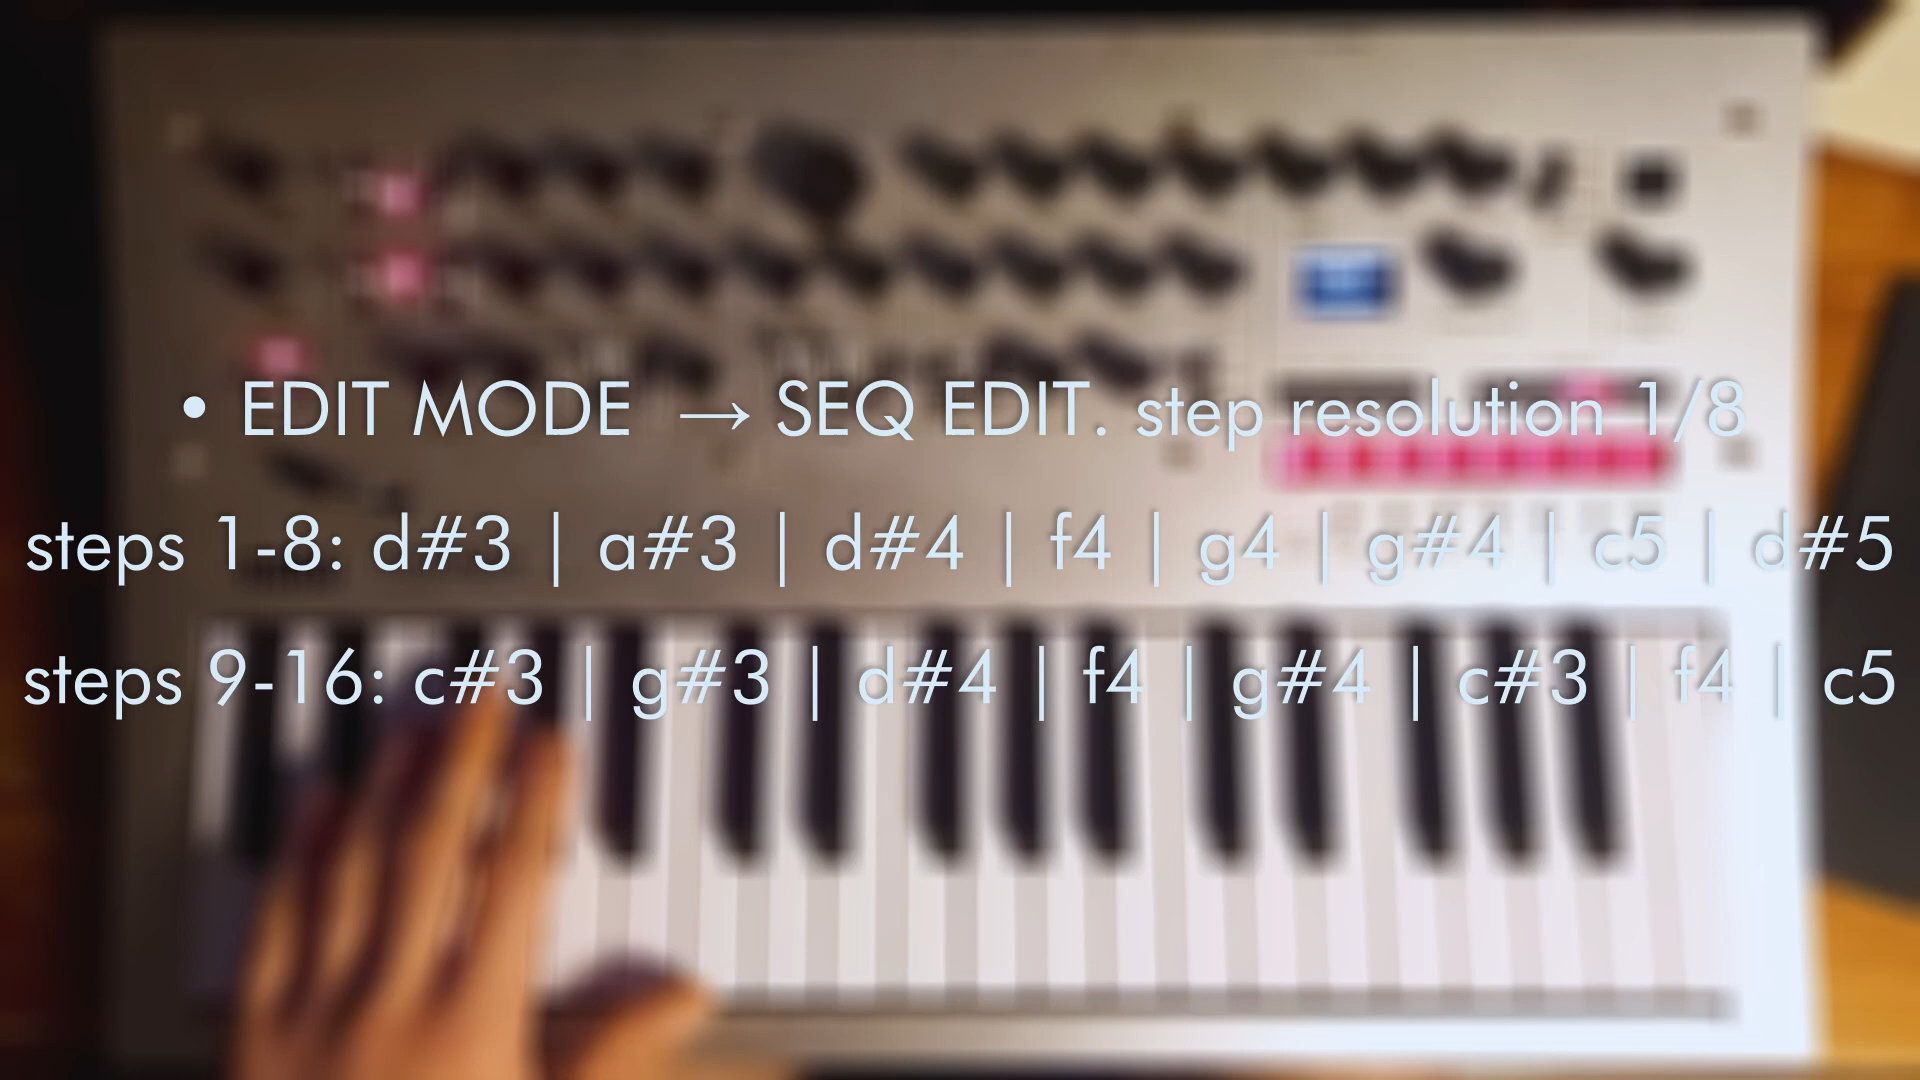 • EDIT MODE → SEQ EDIT. step resolution 1/8
steps 1-8: d#3 | a#3 | d#4 | f4 | g4 | g#4 | c5 | d#5
steps 9-16: c#3 | g#3 | d#4 | f4 | g#4 | c#3 | f4 | c5